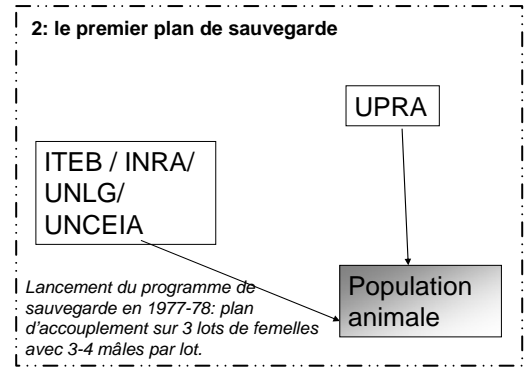 2: le premier plan de sauvegarde
UPRA
ITEB / INRA/
UNLG/
UNCEIA
Lancement du programme de
sauvegarde en 1977-78: plan
d’accouplement sur 3 lots de femelles
avec 3-4 mâles par lot.
Population
animale